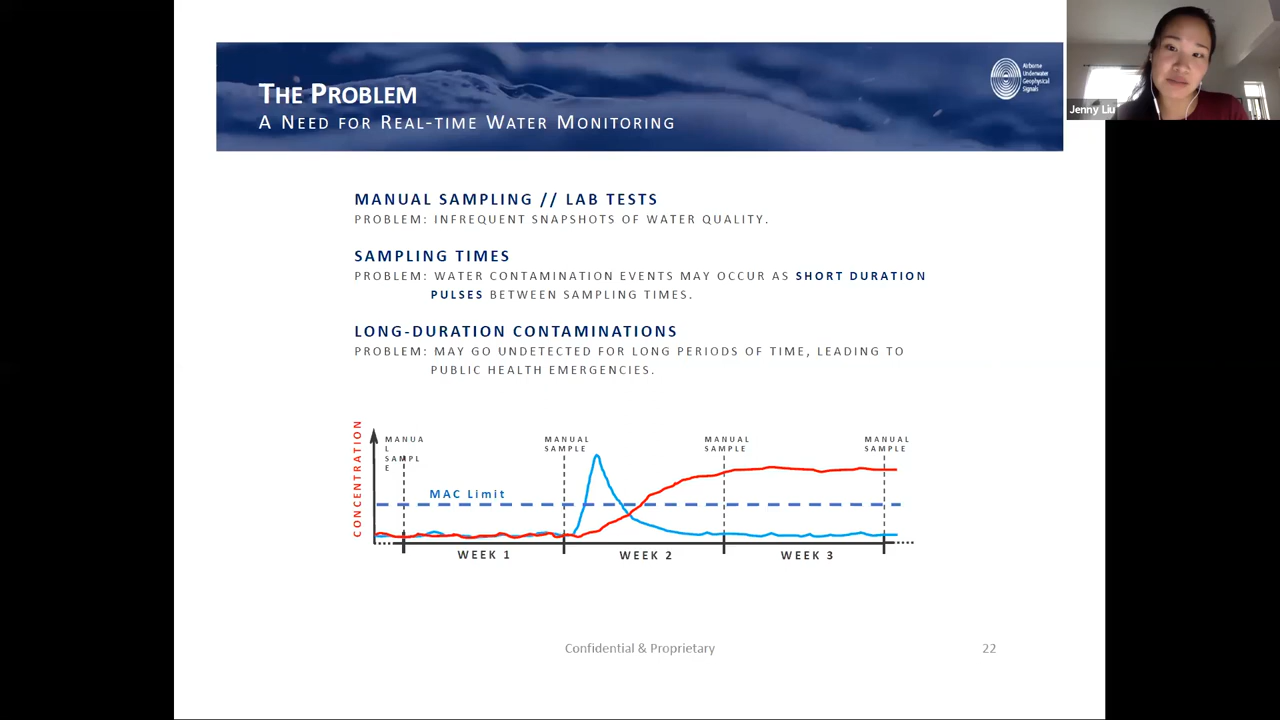 THE PROBLEM
A NEED FOR REAL-TIME WATER MONITORING
Airborne
Underwater
Geophysical
Signals
Jenny Liu
MANUAL SAMPLING // LAB TESTS
PROBLEM: INFREQUENT SNAPSHOTS OF WATER QUALITY.
SAMPLING TIMES
PROBLEM: WATER CONTAMINATION EVENTS MAY OCCUR AS SHORT DURATION
PULSES BETWEEN SAMPLING TIMES.
LONG-DURATION CONTAMINATIONS
PROBLEM: MAY GO UNDETECTED FOR LONG PERIODS OF TIME, LEADING TO
PUBLIC HEALTH EMERGENCIES.
CONCENTRATION
MANUA
L
SAMPL
E
MANUAL
SAMPLE
MANUAL
SAMPLE
MANUAL
SAMPLE
MAC Limit
WEEK 1
WEEK 2
WEEK 3
Confidential & Proprietary
22